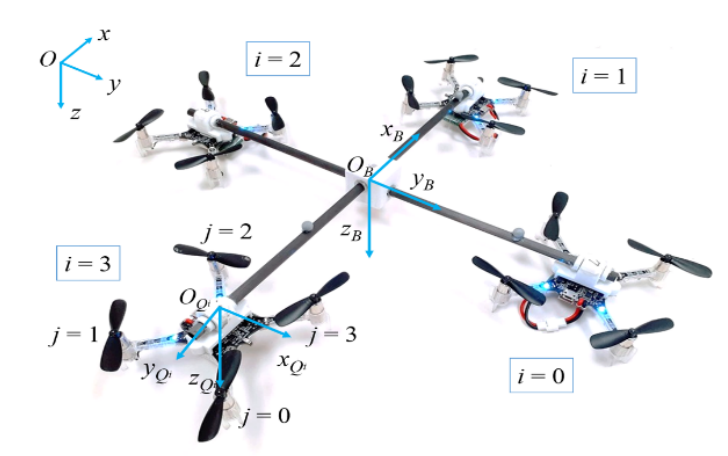 x
O
y
z
i = 2
i = 1
x_B
O_B
y_B
z_B
j = 2
i = 3
O_{Q^i}
j = 1
j = 3
x_{Q^i}
y_{Q^i}
z_{Q^i}
i = 0
j = 0